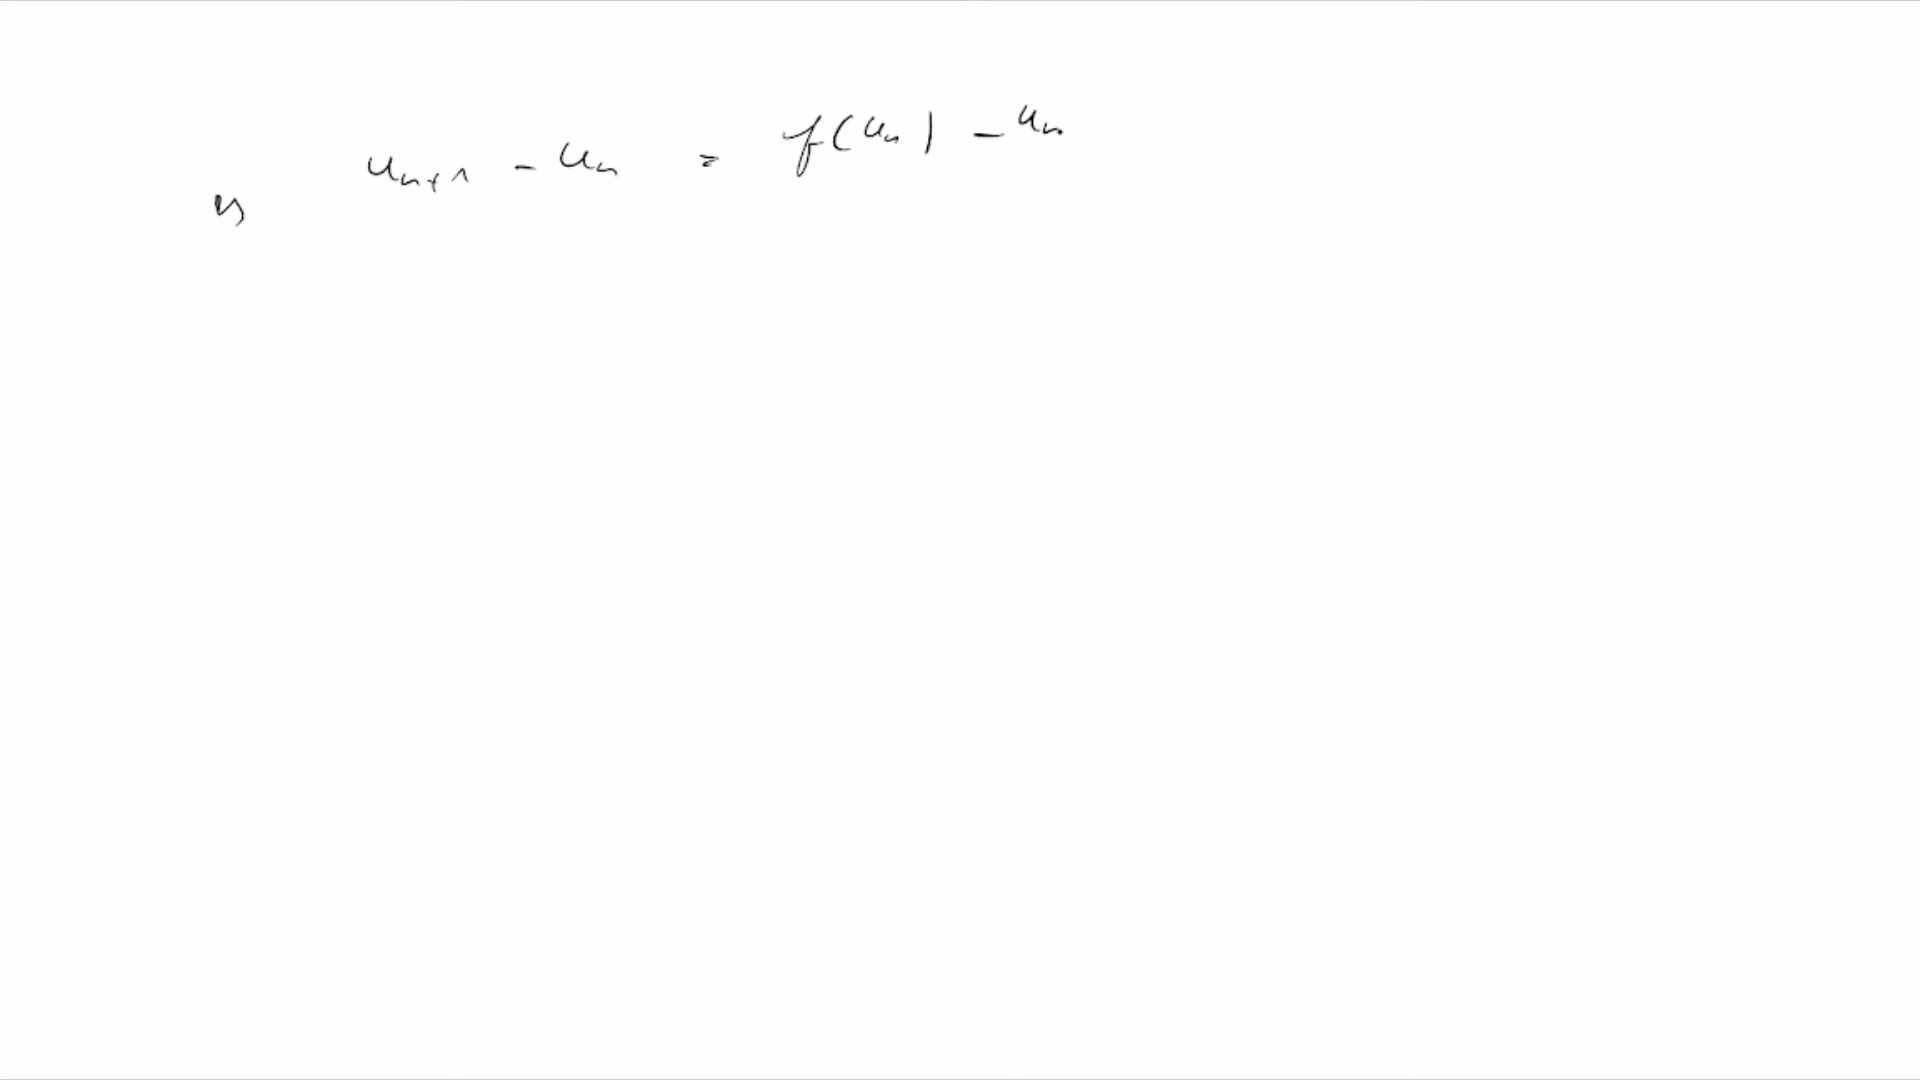 u_{n+1} - u_n = f(u_n) - u_n